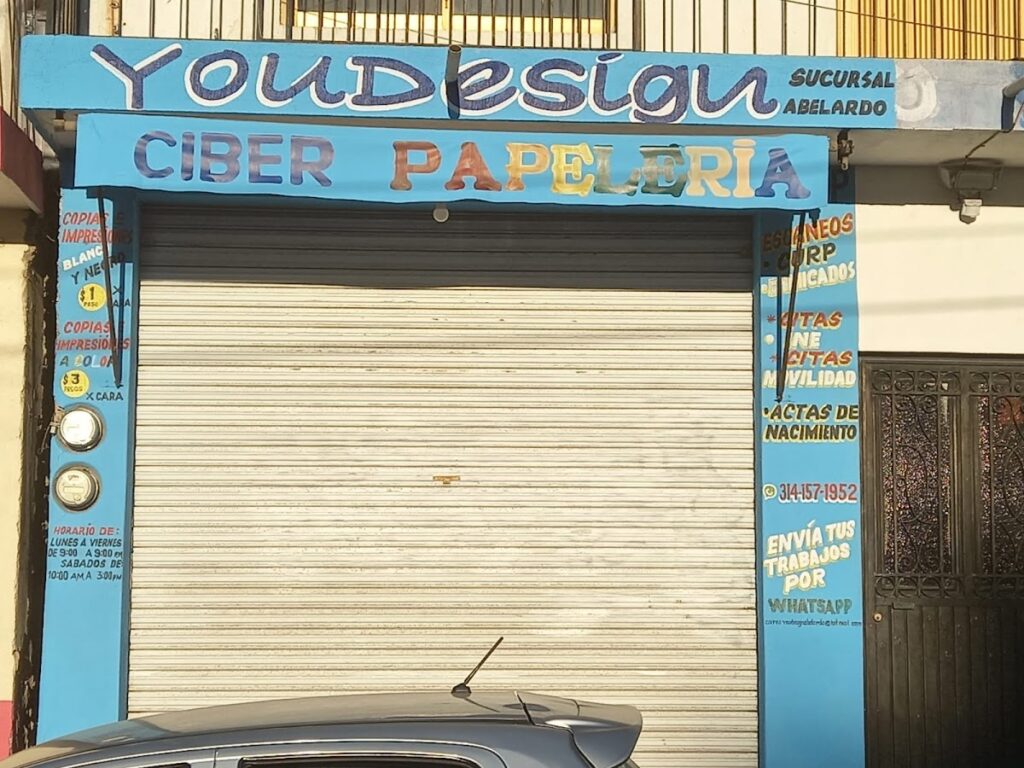 YouDesign
SUCURSAL
ABELARDO
CIBER PAPELERÍA
COPIAS E
IMPRESIONES
BLANCO
Y NEGRO
$1 X
PESO CARA
COPIAS E
IMPRESIONES
A COLOR
$3
PESOS X CARA
HORARIO DE:
LUNES A VIERNES
DE 9:00 A 9:00 PM
SABADOS DE
10:00 A.M. A 3:00 PM
ESCANEOS
• CURP
• 
* CITAS
INE
* CITAS
MOVILIDAD
• ACTAS DE
NACIMIENTO
314-157-1952
ENVÍA TUS
TRABAJOS
POR
WHATSAPP